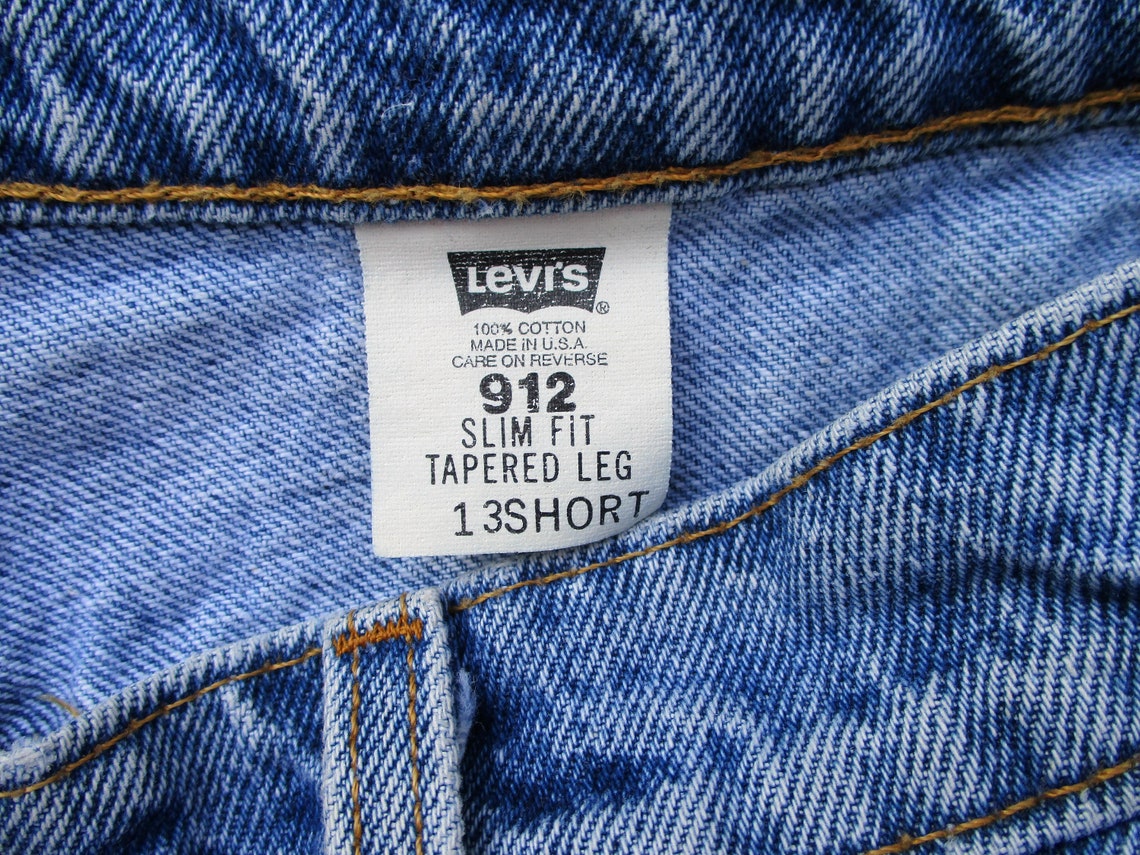 Levi's
®
100% COTTON
MADE IN U.S.A.
CARE ON REVERSE
912
SLIM FIT
TAPERED LEG
13SHORT